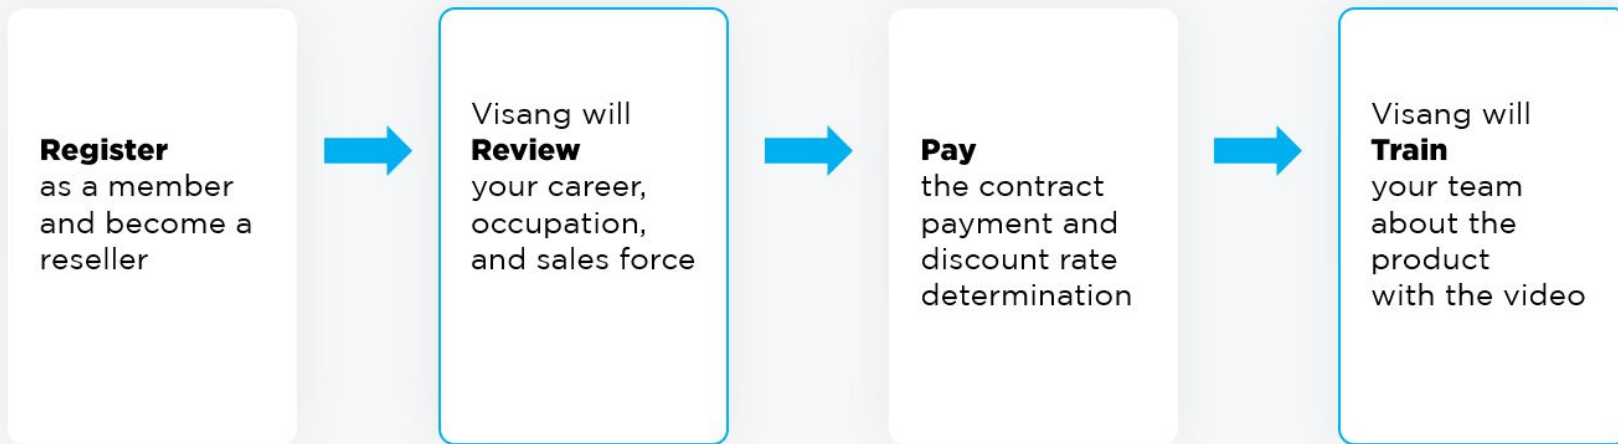 Register
as a member
and become a
reseller
Visang will
Review
your career,
occupation,
and sales force
Pay
the contract
payment and
discount rate
determination
Visang will
Train
your team
about the
product
with the video